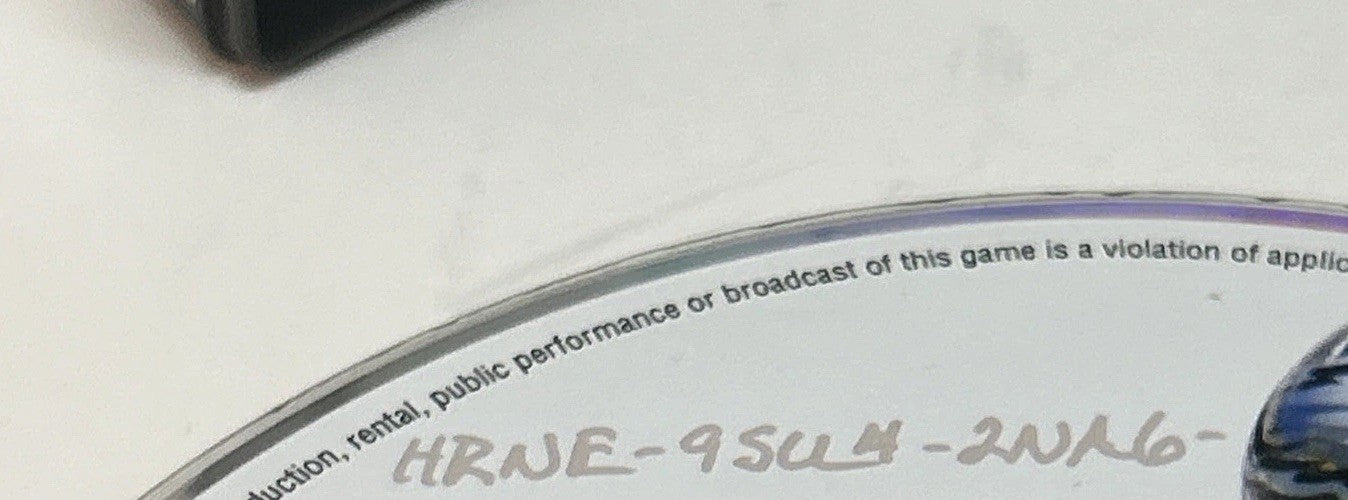 duction, rental, public performance or broadcast of this game is a violation of applic
HRNE-9SU4-2NA6-